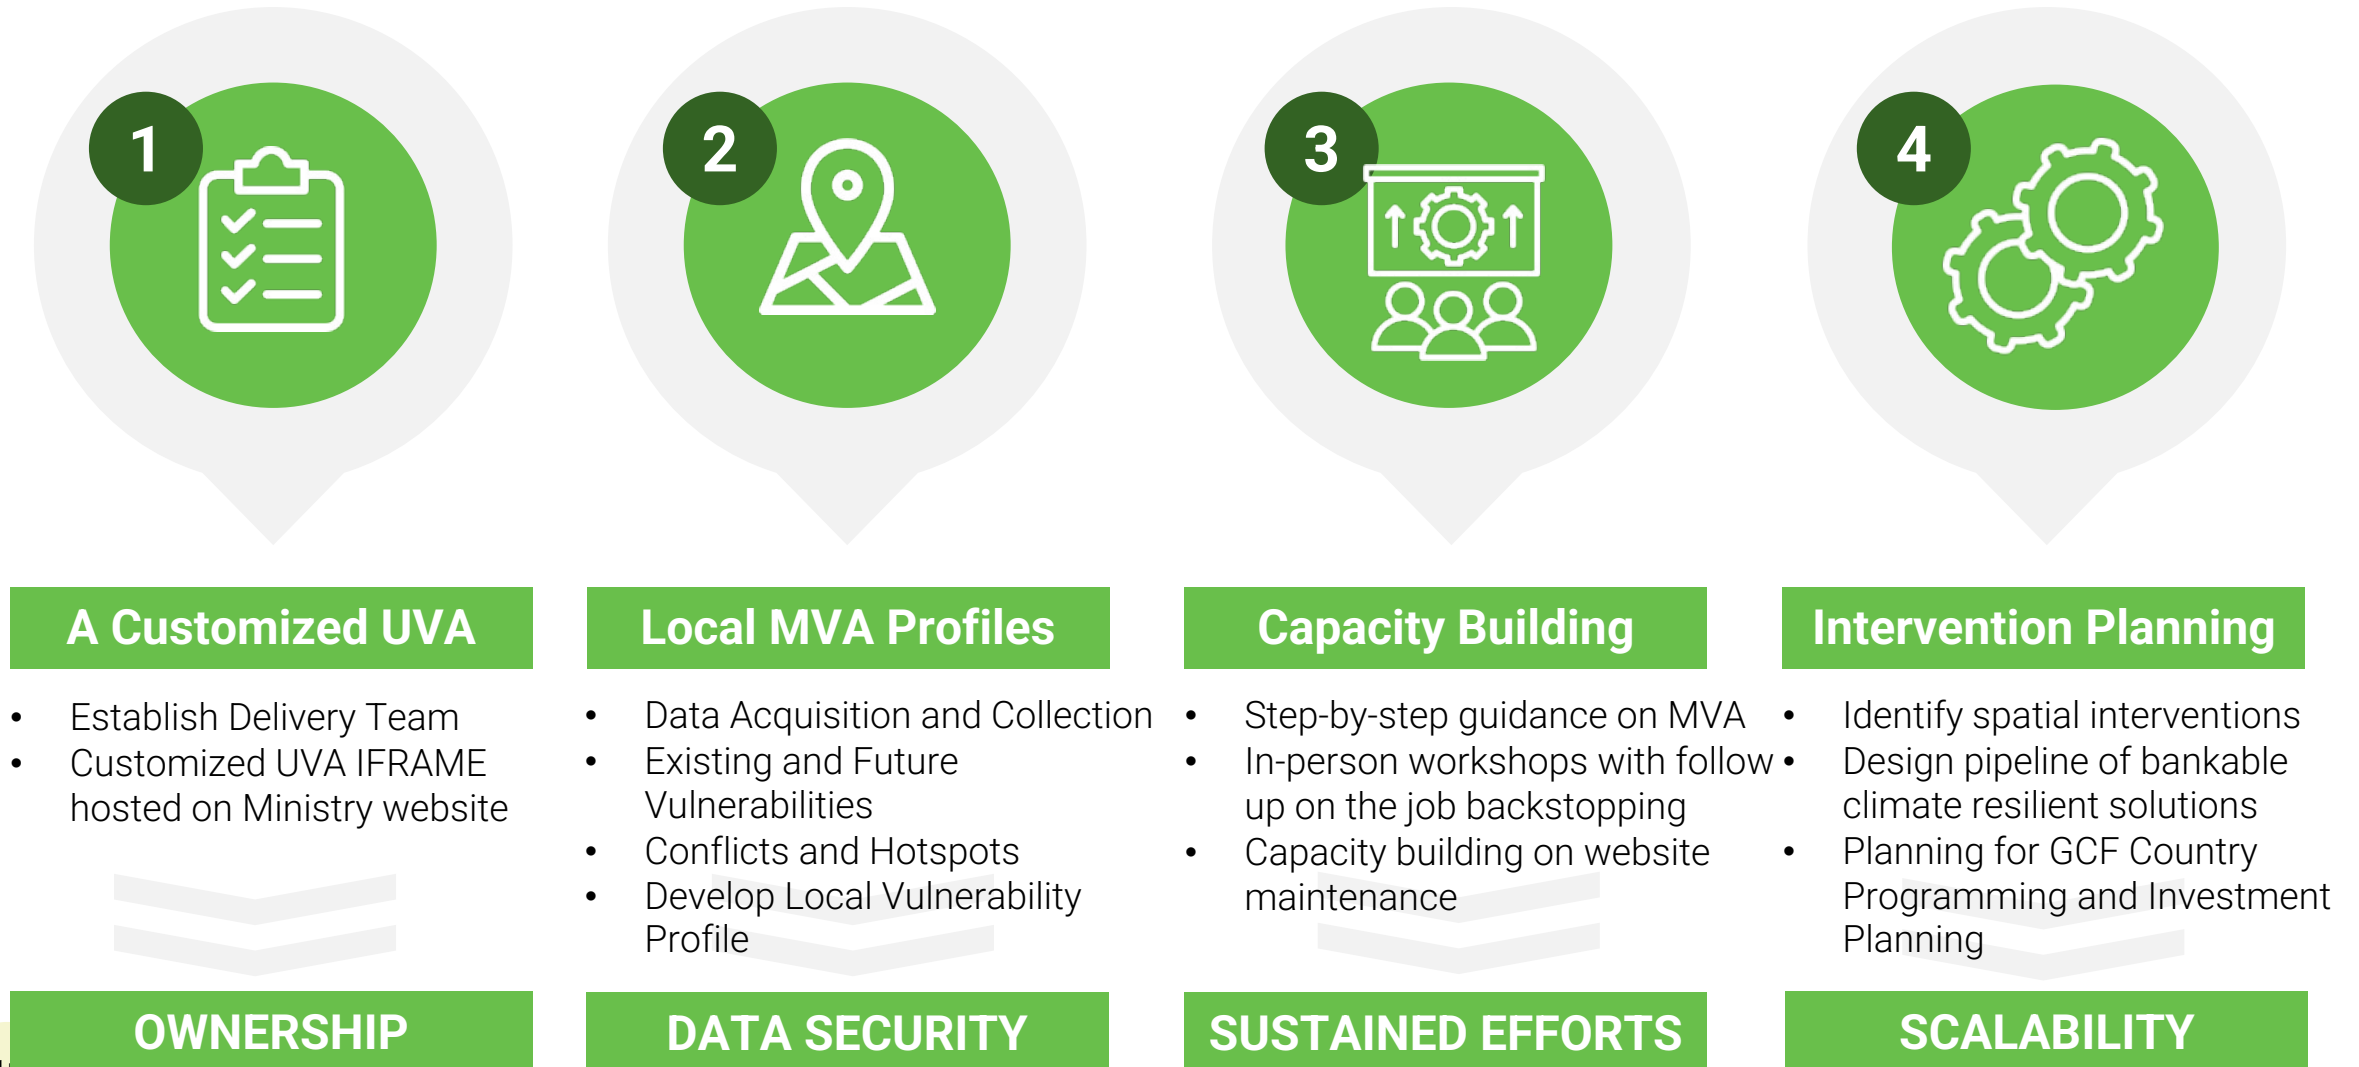 1
A Customized UVA
• Establish Delivery Team
• Customized UVA IFRAME
hosted on Ministry website
OWNERSHIP
2
Local MVA Profiles
• Data Acquisition and Collection
• Existing and Future
Vulnerabilities
• Conflicts and Hotspots
• Develop Local Vulnerability
Profile
DATA SECURITY
3
Capacity Building
• Step-by-step guidance on MVA
• In-person workshops with follow
up on the job backstopping
• Capacity building on website
maintenance
SUSTAINED EFFORTS
4
Intervention Planning
• Identify spatial interventions
• Design pipeline of bankable
climate resilient solutions
• Planning for GCF Country
Programming and Investment
Planning
SCALABILITY